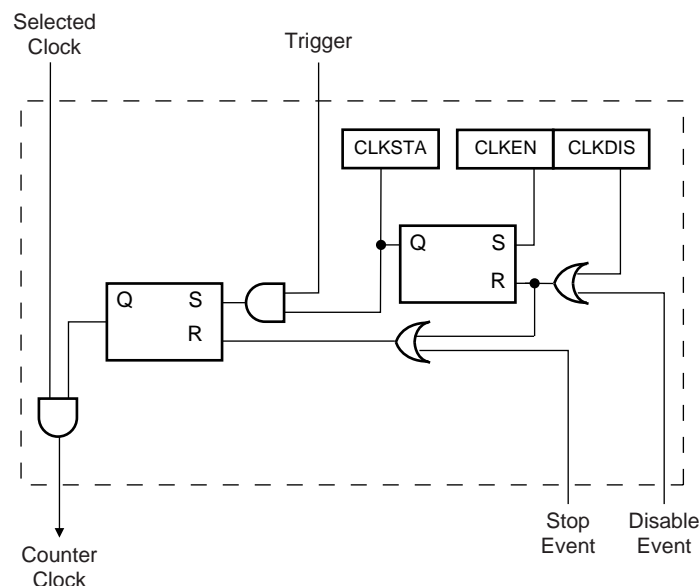 Selected
Clock
Trigger
CLKSTA
CLKEN
CLKDIS
Q
S
R
Q
S
R
Stop
Event
Disable
Event
Counter
Clock